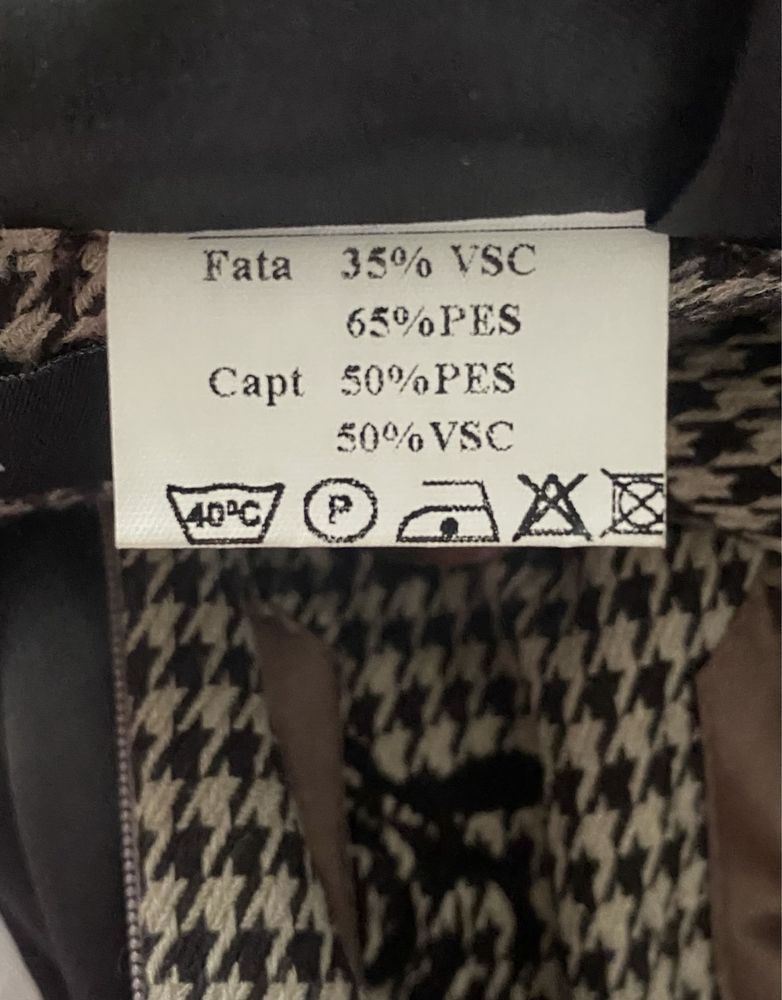 Fata 35% VSC
65%PES
Capt 50%PES
50%VSC
40°C P